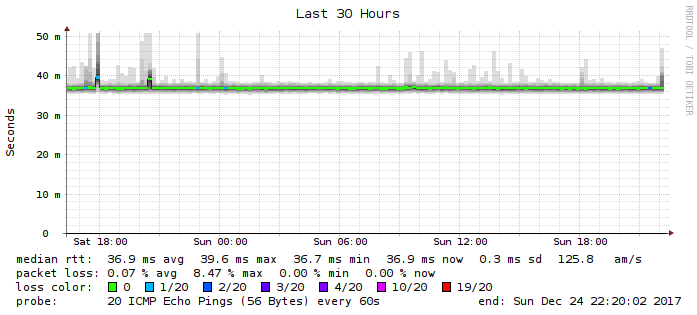 Last 30 Hours
RRDTOOL / TOBI OETIKER
Seconds
50 m
40 m
30 m
20 m
10 m
0
Sat 18:00 Sun 00:00 Sun 06:00 Sun 12:00 Sun 18:00
median rtt: 36.9 ms avg 39.6 ms max 36.7 ms min 36.9 ms now 0.3 ms sd 125.8 am/s
packet loss: 0.07 % avg 8.47 % max 0.00 % min 0.00 % now
loss color: 0 1/20 2/20 3/20 4/20 10/20 19/20
probe: 20 ICMP Echo Pings (56 Bytes) every 60s end: Sun Dec 24 22:20:02 2017